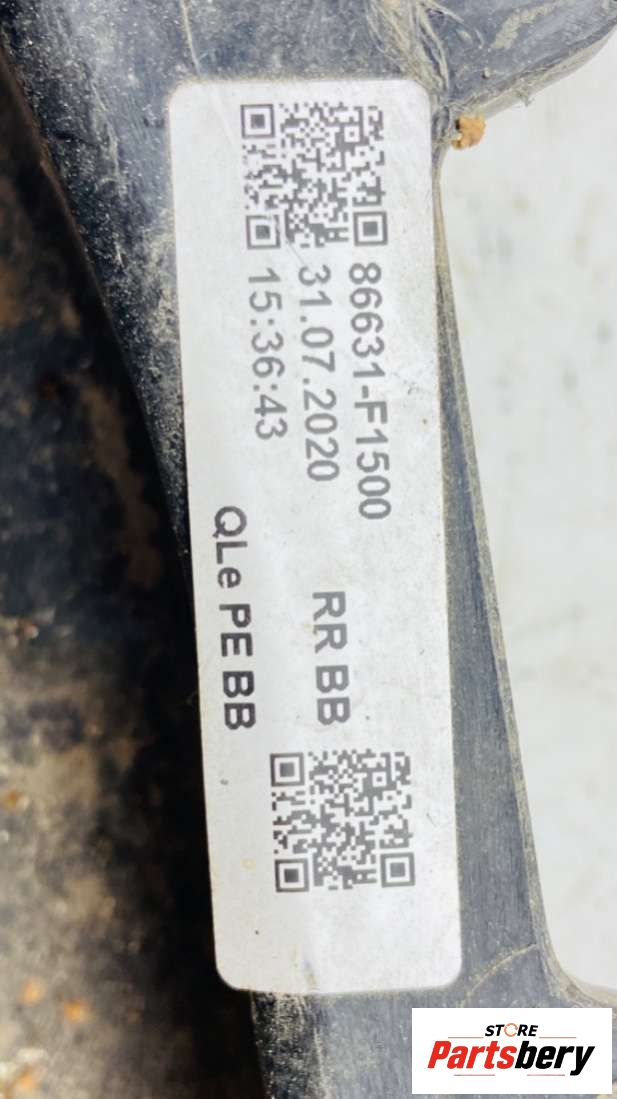 86631-F1500
31.07.2020
15:36:43
RR BB
QLe PE BB
STORE
Partsbery